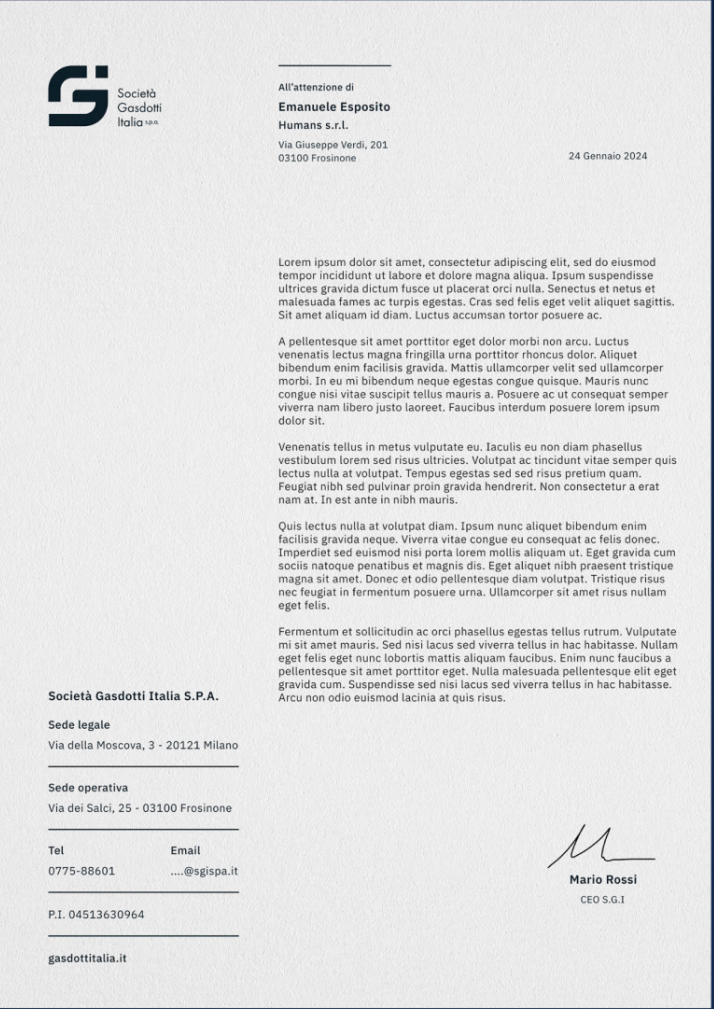 Società
Gasdotti
Italia s.p.a.
All'attenzione di
Emanuele Esposito
Humans s.r.l.
Via Giuseppe Verdi, 201
03100 Frosinone
24 Gennaio 2024
Lorem ipsum dolor sit amet, consectetur adipiscing elit, sed do eiusmod
tempor incididunt ut labore et dolore magna aliqua. Ipsum suspendisse
ultrices gravida dictum fusce ut placerat orci nulla. Senectus et netus et
malesuada fames ac turpis egestas. Cras sed felis eget velit aliquet sagittis.
Sit amet aliquam id diam. Luctus accumsan tortor posuere ac.
A pellentesque sit amet porttitor eget dolor morbi non arcu. Luctus
venenatis lectus magna fringilla urna porttitor rhoncus dolor. Aliquet
bibendum enim facilisis gravida. Mattis ullamcorper velit sed ullamcorper
morbi. In eu mi bibendum neque egestas congue quisque. Mauris nunc
congue nisi vitae suscipit tellus mauris a. Posuere ac ut consequat semper
viverra nam libero justo laoreet. Faucibus interdum posuere lorem ipsum
dolor sit.
Venenatis tellus in metus vulputate eu. Iaculis eu non diam phasellus
vestibulum lorem sed risus ultricies. Volutpat ac tincidunt vitae semper quis
lectus nulla at volutpat. Tempus egestas sed sed risus pretium quam.
Feugiat nibh sed pulvinar proin gravida hendrerit. Non consectetur a erat
nam at. In est ante in nibh mauris.
Quis lectus nulla at volutpat diam. Ipsum nunc aliquet bibendum enim
facilisis gravida neque. Viverra vitae congue eu consequat ac felis donec.
Imperdiet sed euismod nisi porta lorem mollis aliquam ut. Eget gravida cum
sociis natoque penatibus et magnis dis. Eget aliquet nibh praesent tristique
magna sit amet. Donec et odio pellentesque diam volutpat. Tristique risus
nec feugiat in fermentum posuere urna. Ullamcorper sit amet risus nullam
eget felis.
Fermentum et sollicitudin ac orci phasellus egestas tellus rutrum. Vulputate
mi sit amet mauris. Sed nisi lacus sed viverra tellus in hac habitasse. Nullam
eget felis eget nunc lobortis mattis aliquam faucibus. Enim nunc faucibus a
pellentesque sit amet porttitor eget. Nulla malesuada pellentesque elit eget
gravida cum. Suspendisse sed nisi lacus sed viverra tellus in hac habitasse.
Arcu non odio euismod lacinia at quis risus.
Società Gasdotti Italia S.P.A.
Sede legale
Via della Moscova, 3 - 20121 Milano
Sede operativa
Via dei Salci, 25 - 03100 Frosinone
Tel Email
0775-88601 ....@sgispa.it
P.I. 04513630964
gasdottitalia.it
Mario Rossi
CEO S.G.I